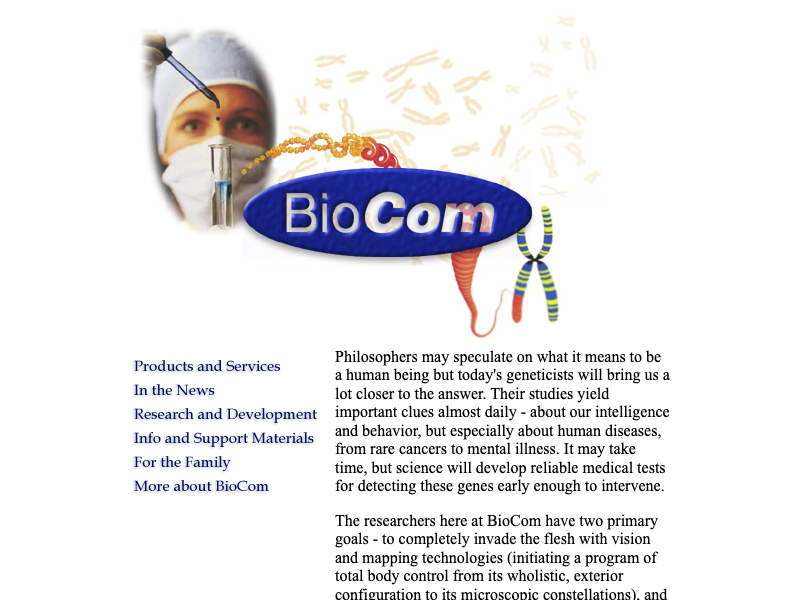 BioCom
Products and Services
In the News
Research and Development
Info and Support Materials
For the Family
More about BioCom
Philosophers may speculate on what it means to be
a human being but today's geneticists will bring us a
lot closer to the answer. Their studies yield
important clues almost daily - about our intelligence
and behavior, but especially about human diseases,
from rare cancers to mental illness. It may take
time, but science will develop reliable medical tests
for detecting these genes early enough to intervene.
The researchers here at BioCom have two primary
goals - to completely invade the flesh with vision
and mapping technologies (initiating a program of
total body control from its wholistic, exterior
configuration to its microscopic constellations), and